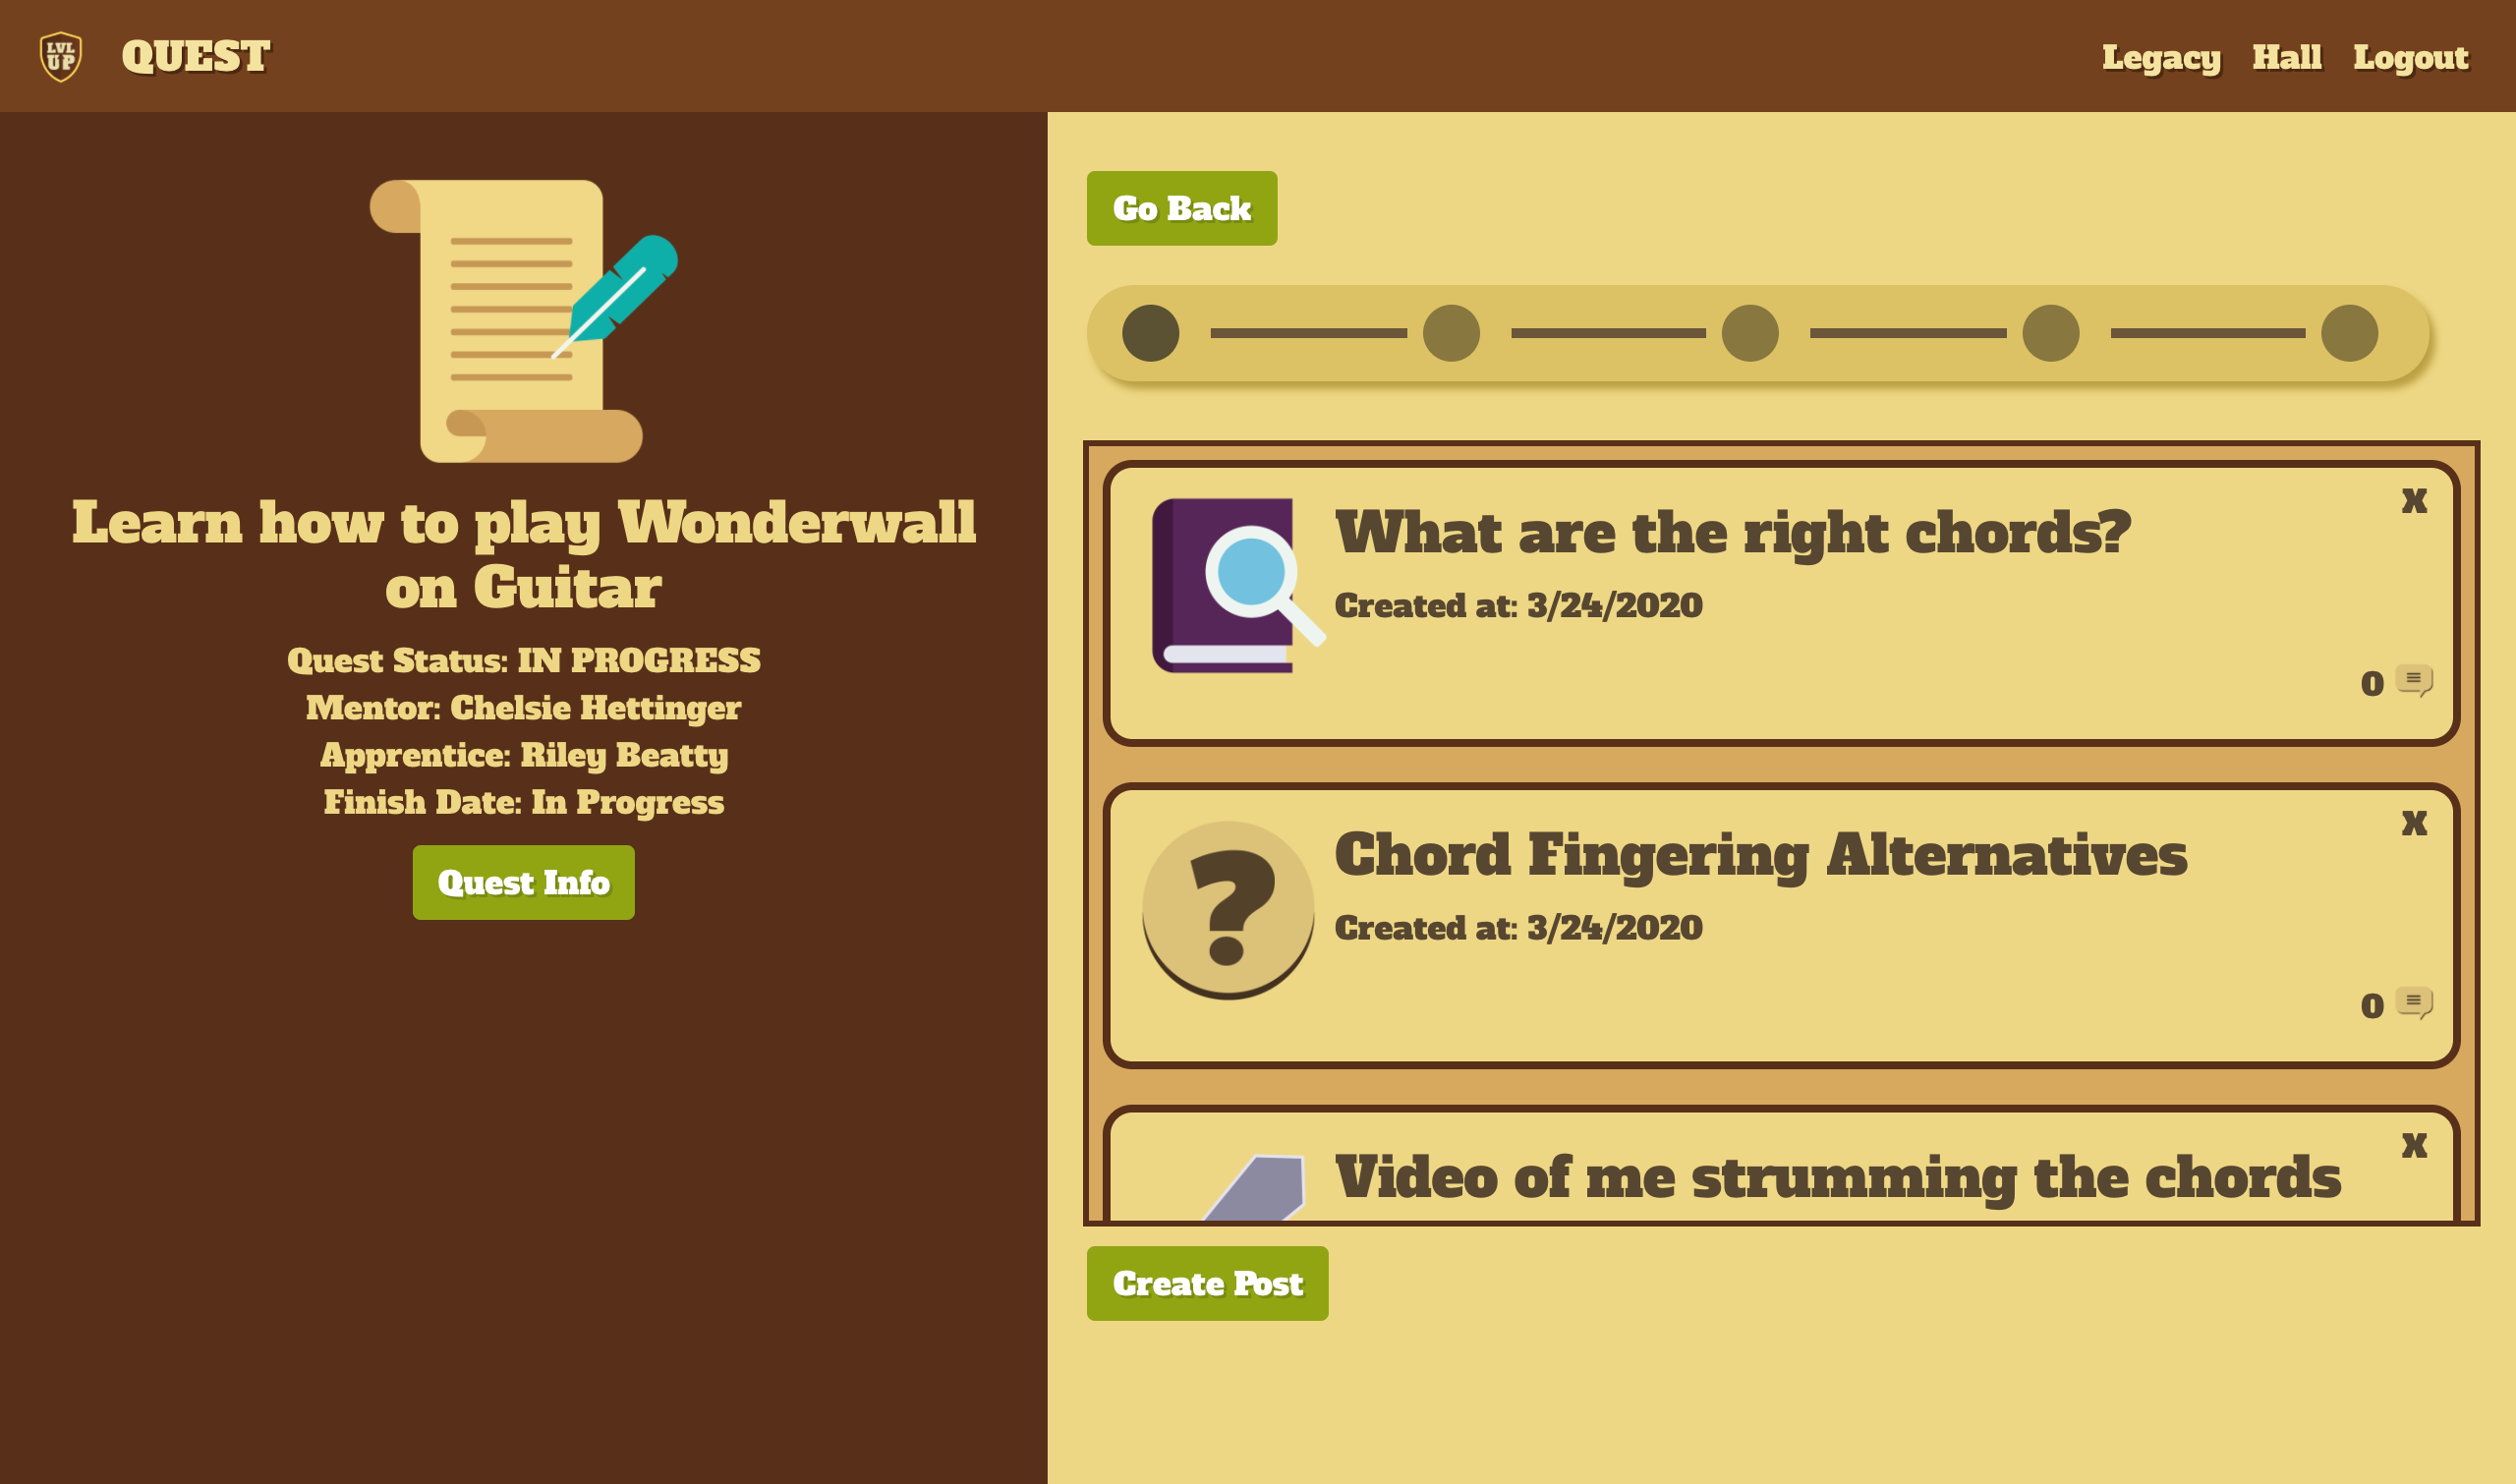 LVL
UP
QUEST
Legacy Hall Logout
Learn how to play Wonderwall
on Guitar
Quest Status: IN PROGRESS
Mentor: Chelsie Hettinger
Apprentice: Riley Beatty
Finish Date: In Progress
Quest Info
Go Back
X
What are the right chords?
Created at: 3/24/2020
0
X
?
Chord Fingering Alternatives
Created at: 3/24/2020
0
X
Video of me strumming the chords
Create Post